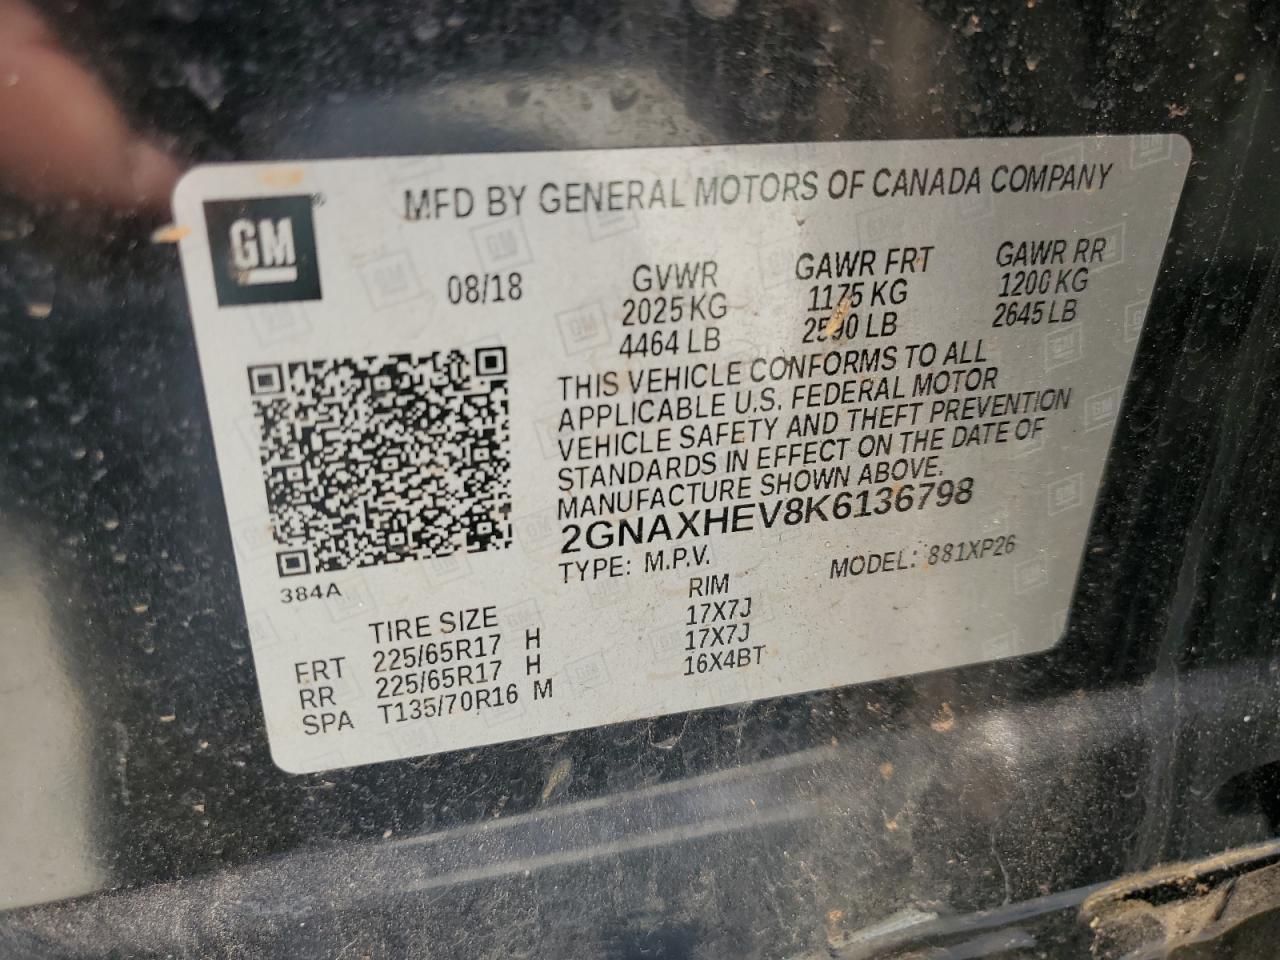 GM
MFD BY GENERAL MOTORS OF CANADA COMPANY
08/18
GVWR GAWR FRT GAWR RR
2025 KG 1175 KG 1200 KG
4464 LB 2590 LB 2645 LB
THIS VEHICLE CONFORMS TO ALL
APPLICABLE U.S. FEDERAL MOTOR
VEHICLE SAFETY AND THEFT PREVENTION
STANDARDS IN EFFECT ON THE DATE OF
MANUFACTURE SHOWN ABOVE.
2GNAXHEV8K6136798
TYPE: M.P.V. MODEL: 881XP26
384A
TIRE SIZE RIM
FRT 225/65R17 H 17X7J
RR 225/65R17 H 17X7J
SPA T135/70R16 M 16X4BT